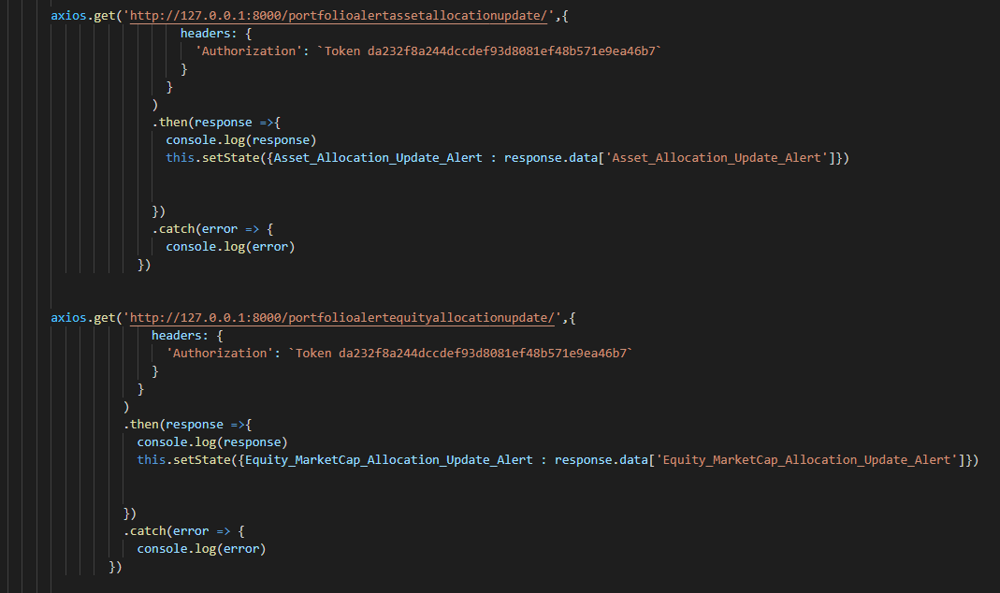 axios.get('http://127.0.0.1:8000/portfolioalertassetallocationupdate/',{
headers: {
'Authorization': `Token da232f8a244dccdef93d8081ef48b571e9ea46b7`
}
}
)
.then(response =>{
console.log(response)
this.setState({Asset_Allocation_Update_Alert : response.data['Asset_Allocation_Update_Alert']})
})
.catch(error => {
console.log(error)
})
axios.get('http://127.0.0.1:8000/portfolioalertequityallocationupdate/',{
headers: {
'Authorization': `Token da232f8a244dccdef93d8081ef48b571e9ea46b7`
}
}
)
.then(response =>{
console.log(response)
this.setState({Equity_MarketCap_Allocation_Update_Alert : response.data['Equity_MarketCap_Allocation_Update_Alert']})
})
.catch(error => {
console.log(error)
})